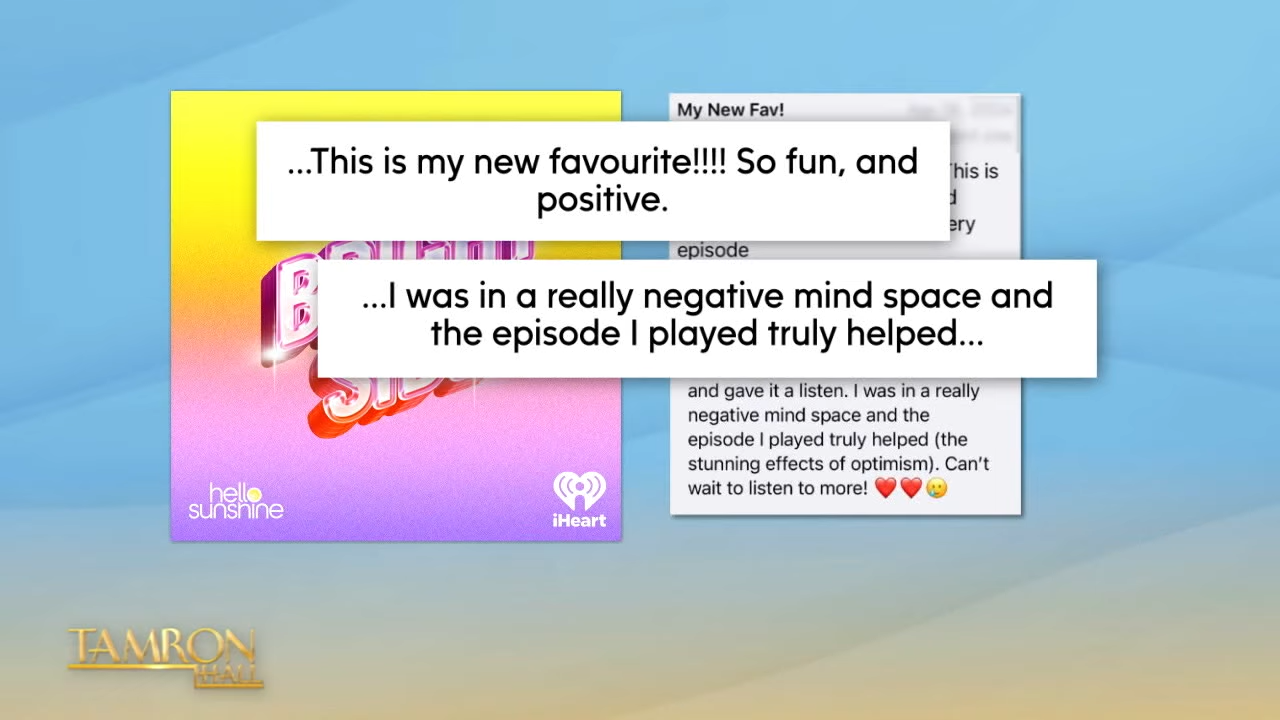 My New Fav!
...This is my new favourite!!!! So fun, and
positive.
his is
ery
episode
...I was in a really negative mind space and
the episode I played truly helped...
and gave it a listen. I was in a really
negative mind space and the
episode I played truly helped (the
stunning effects of optimism). Can't
wait to listen to more! ❤️❤️🥲
hello
sunshine
iHeart
TAMRON
HALL